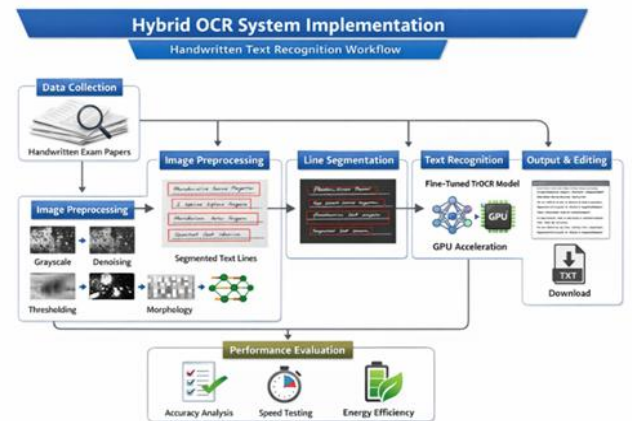 Hybrid OCR System Implementation
Handwritten Text Recognition Workflow
Data Collection
Handwritten Exam Papers
Image Preprocessing
Segmented Text Lines
Line Segmentation
Text Recognition
Fine-Tuned TrOCR Model
GPU
GPU Acceleration
Output & Editing
TXT
Download
Image Preprocessing
Grayscale
Denoising
Thresholding
Morphology
Performance Evaluation
Accuracy Analysis
Speed Testing
Energy Efficiency